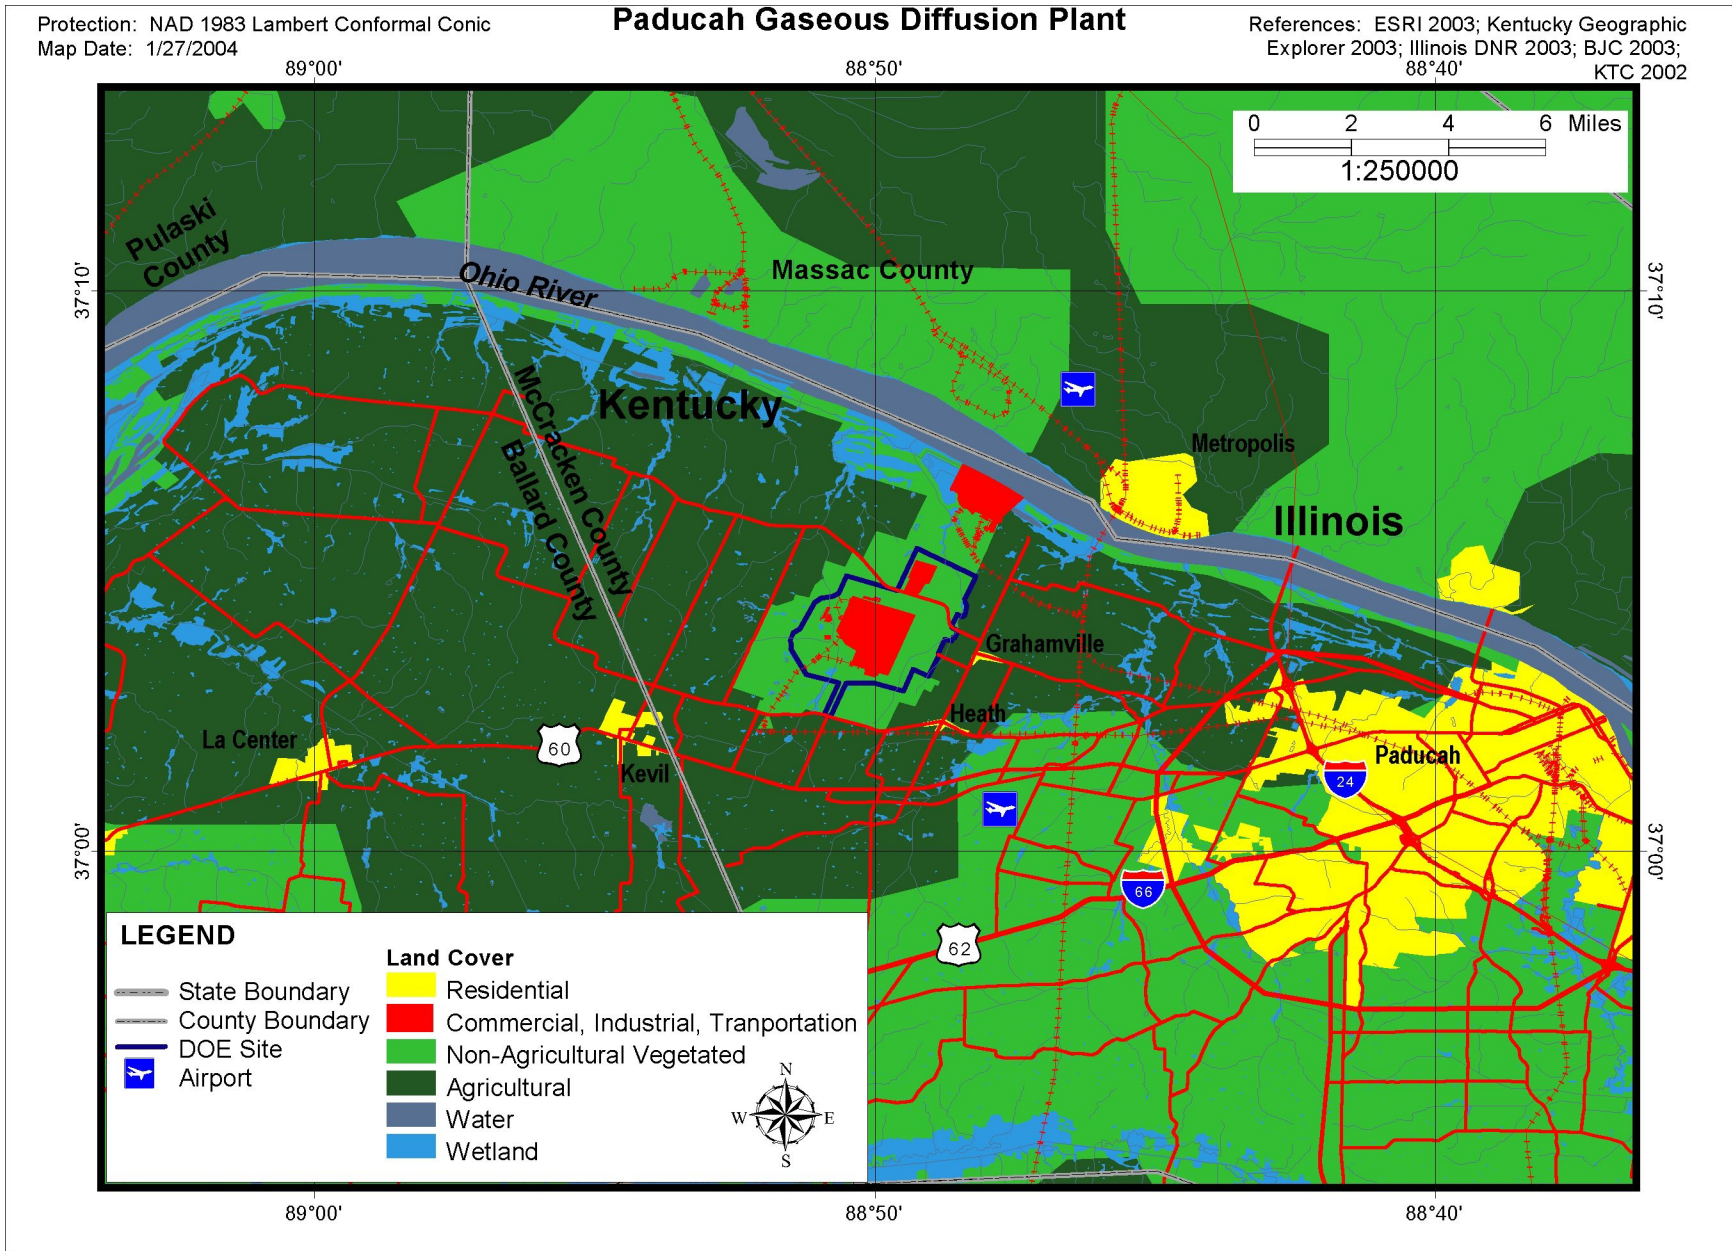 Paducah Gaseous Diffusion Plant
Protection: NAD 1983 Lambert Conformal Conic
Map Date: 1/27/2004
References: ESRI 2003; Kentucky Geographic
Explorer 2003; Illinois DNR 2003; BJC 2003;
KTC 2002
89°00'
88°50'
88°40'
0 2 4 6 Miles
1:250000
Pulaski
County
Ohio River
Massac County
37°10'
37°10'
McCracken County
Ballard County
Kentucky
Metropolis
Illinois
Grahamville
Heath
La Center
60
Kevil
Paducah
24
37°00'
37°0'
66
62
LEGEND
State Boundary
County Boundary
DOE Site
Airport
Land Cover
Residential
Commercial, Industrial, Tranportation
Non-Agricultural Vegetated
Agricultural
Water
Wetland
N
W E
S
89°00'
88°50'
88°40'